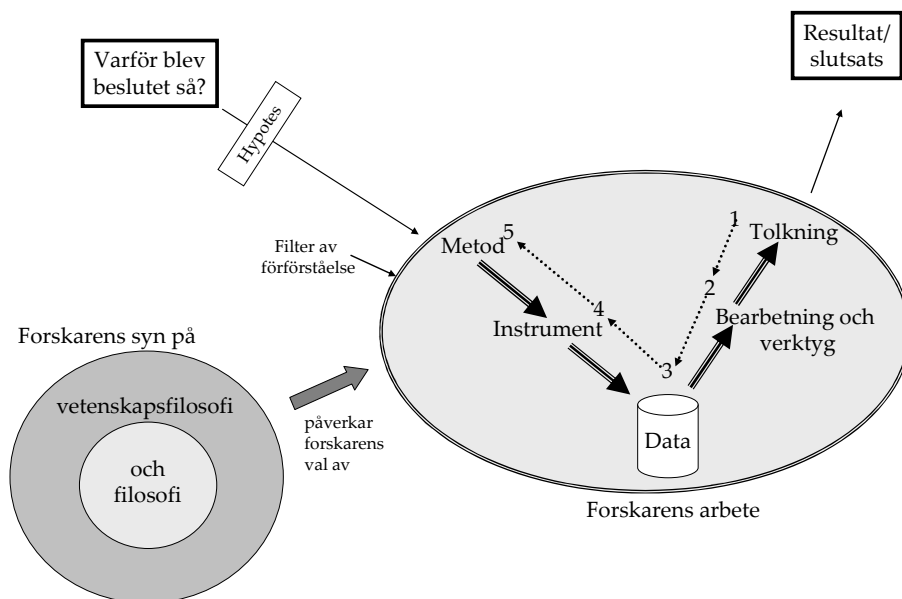 Varför blev
beslutet så?
Resultat/
slutsats
Hypotes
Filter av
förförståelse
Metod
5
1
Tolkning
2
4
Instrument
Bearbetning och
verktyg
3
Data
Forskarens arbete
Forskarens syn på
vetenskapsfilosofi
och
filosofi
påverkar
forskarens
val av